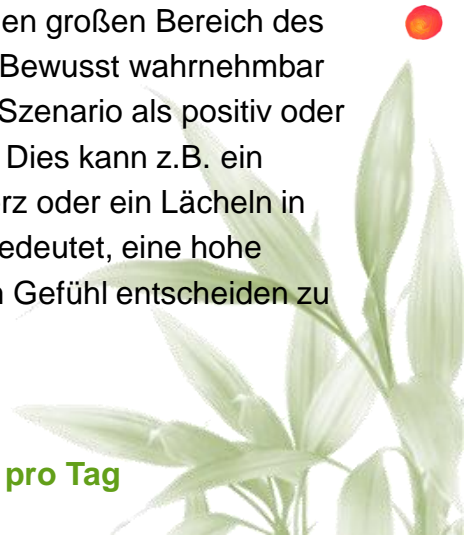 en großen Bereich des
Bewusst wahrnehmbar
Szenario als positiv oder
Dies kann z.B. ein
rz oder ein Lächeln in
edeutet, eine hohe
Gefühl entscheiden zu
pro Tag